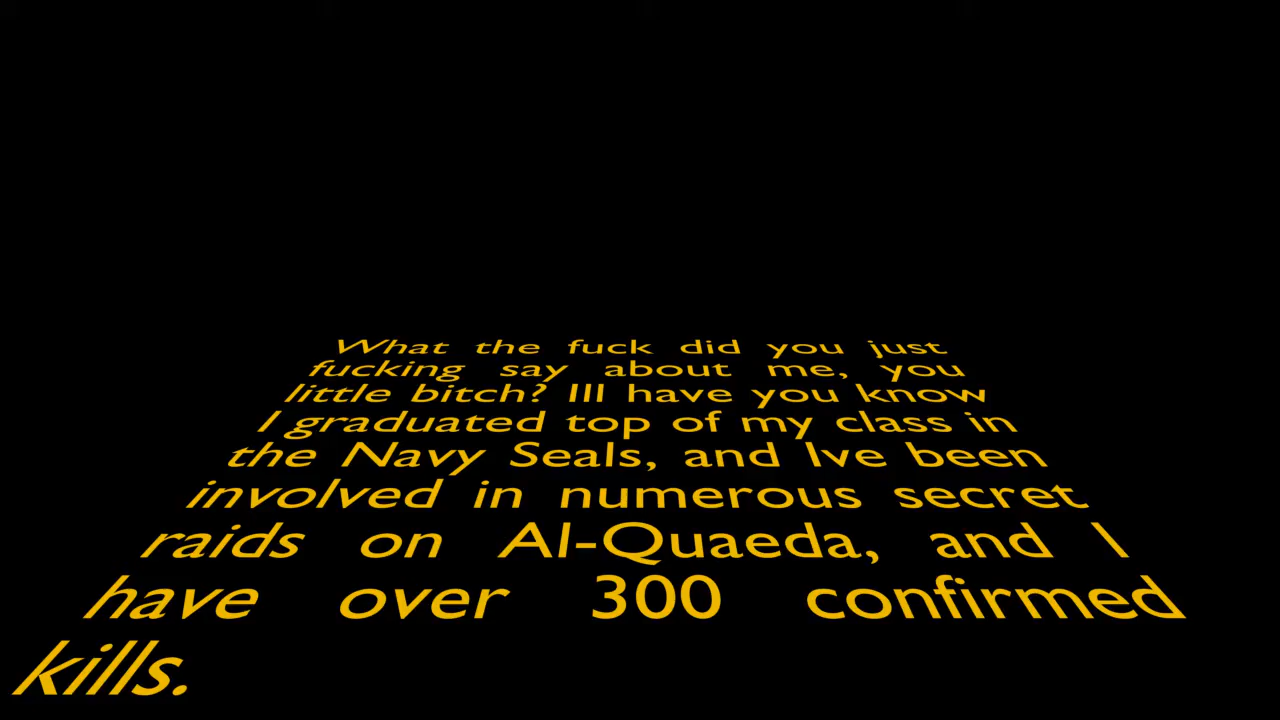 What the fuck did you just
fucking say about me, you
little bitch? Ill have you know
I graduated top of my class in
the Navy Seals, and Ive been
involved in numerous secret
raids on Al-Quaeda, and I
have over 300 confirmed
kills.